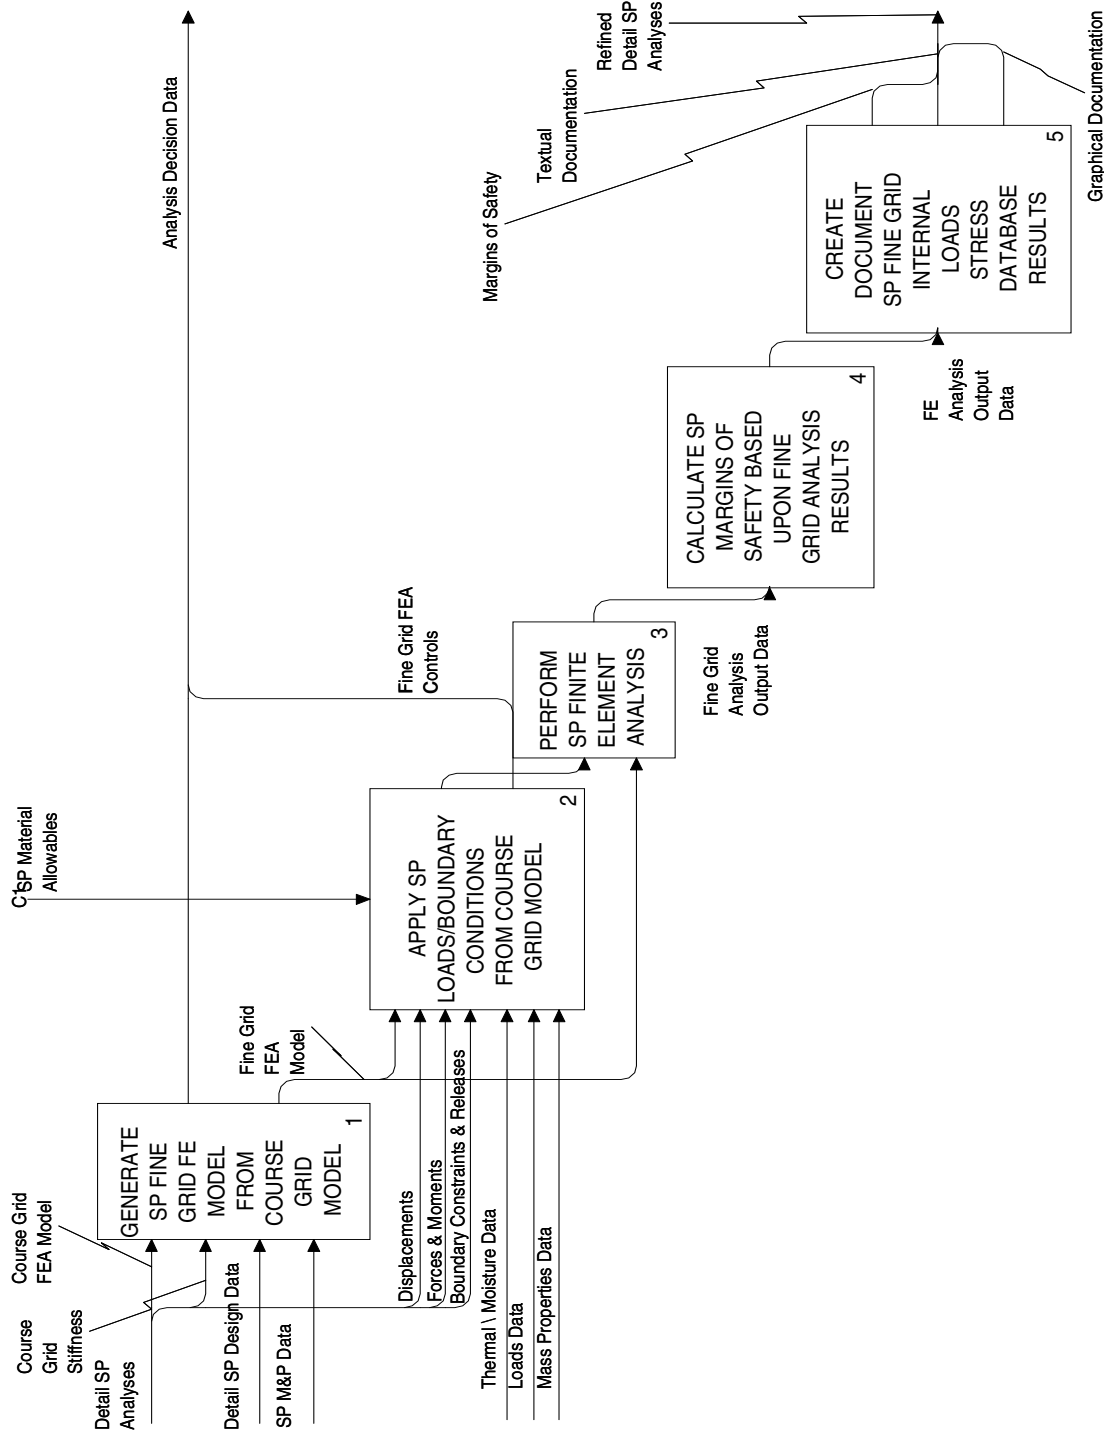 C1
SP Material
Allowables
Analysis Decision Data
Course Grid
FEA Model
Course
Grid
Stiffness
Detail SP
Analyses
Detail SP Design Data
SP M&P Data
GENERATE
SP FINE
GRID FE
MODEL
FROM
COURSE
GRID
MODEL
1
Fine Grid
FEA
Model
Displacements
Forces & Moments
Boundary Constraints & Releases
Thermal \ Moisture Data
Loads Data
Mass Properties Data
APPLY SP
LOADS/BOUNDARY
CONDITIONS
FROM COURSE
GRID MODEL
2
Fine Grid FEA
Controls
PERFORM
SP FINITE
ELEMENT
ANALYSIS
3
Fine Grid
Analysis
Output Data
CALCULATE SP
MARGINS OF
SAFETY BASED
UPON FINE
GRID ANALYSIS
RESULTS
4
FE
Analysis
Output
Data
CREATE
DOCUMENT
SP FINE GRID
INTERNAL
LOADS
STRESS
DATABASE
RESULTS
5
Margins of Safety
Textual
Documentation
Refined
Detail SP
Analyses
Graphical Documentation